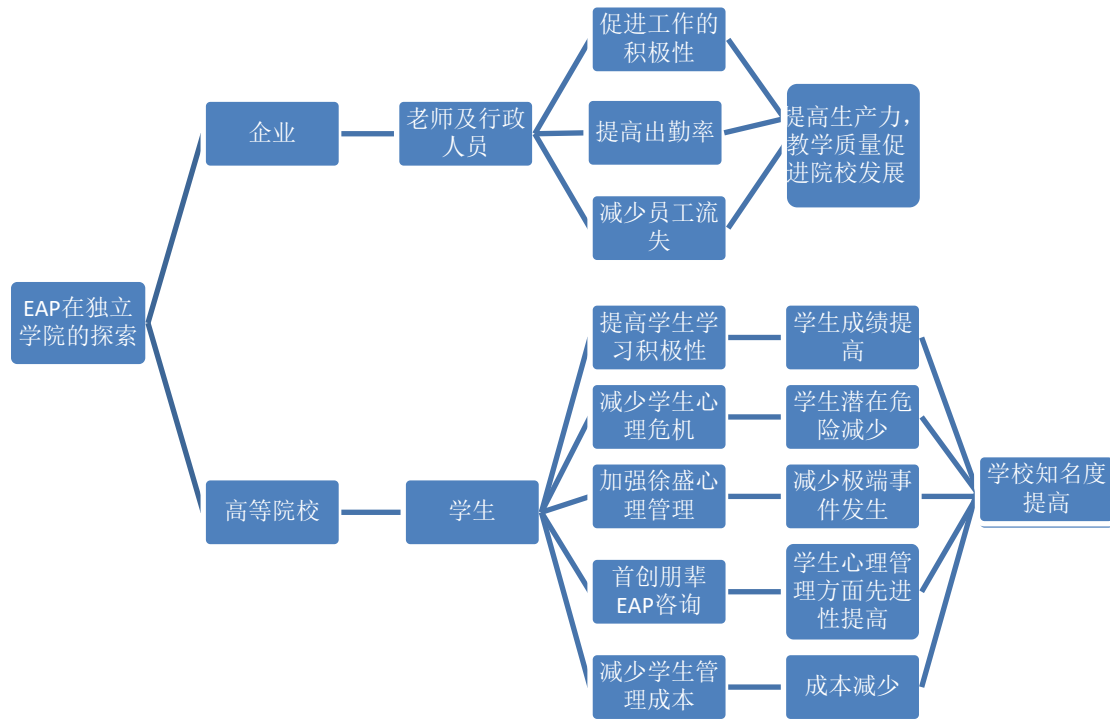 EAP在独立
学院的探索
企业
老师及行政
人员
促进工作的
积极性
提高出勤率
减少员工流
失
提高生产力，
教学质量促
进院校发展
高等院校
学生
提高学生学
习积极性
学生成绩提
高
减少学生心
理危机
学生潜在危
险减少
加强徐盛心
理管理
减少极端事
件发生
首创朋辈
EAP咨询
学生心理管
理方面先进
性提高
减少学生管
理成本
成本减少
学校知名度
提高